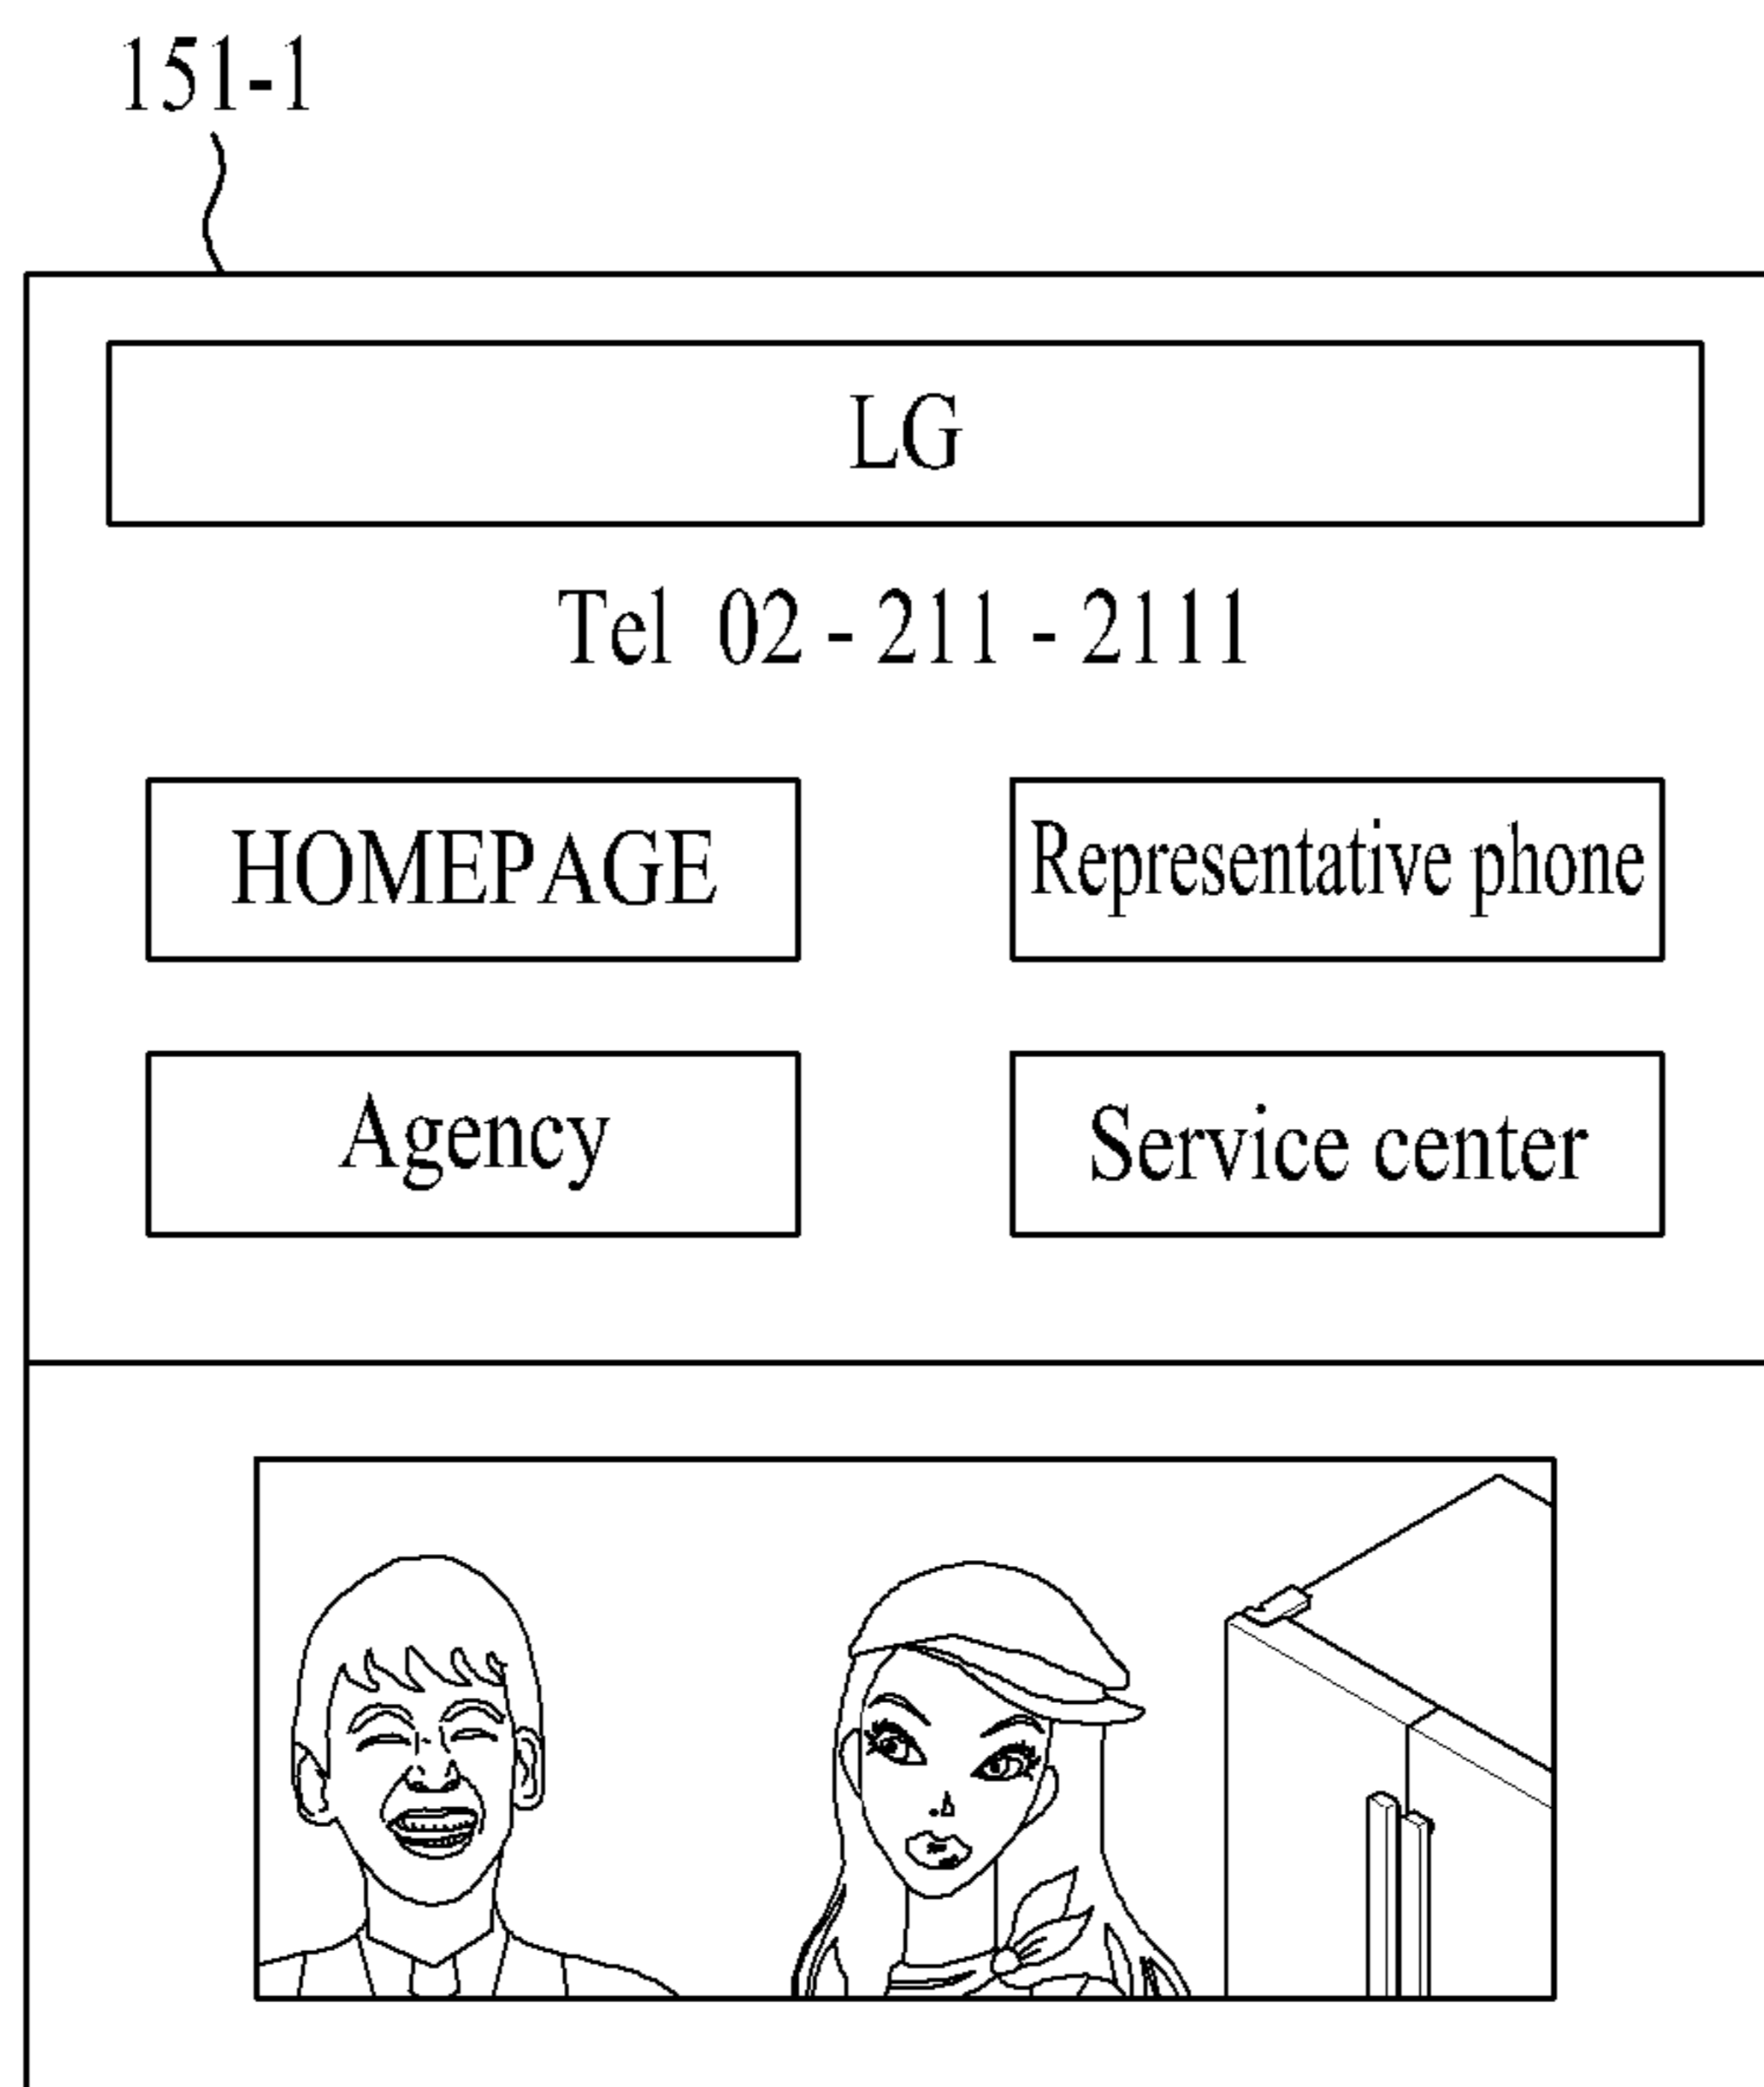 151-1
LG
Tel 02 - 211 - 2111
HOMEPAGE
Representative phone
Agency
Service center